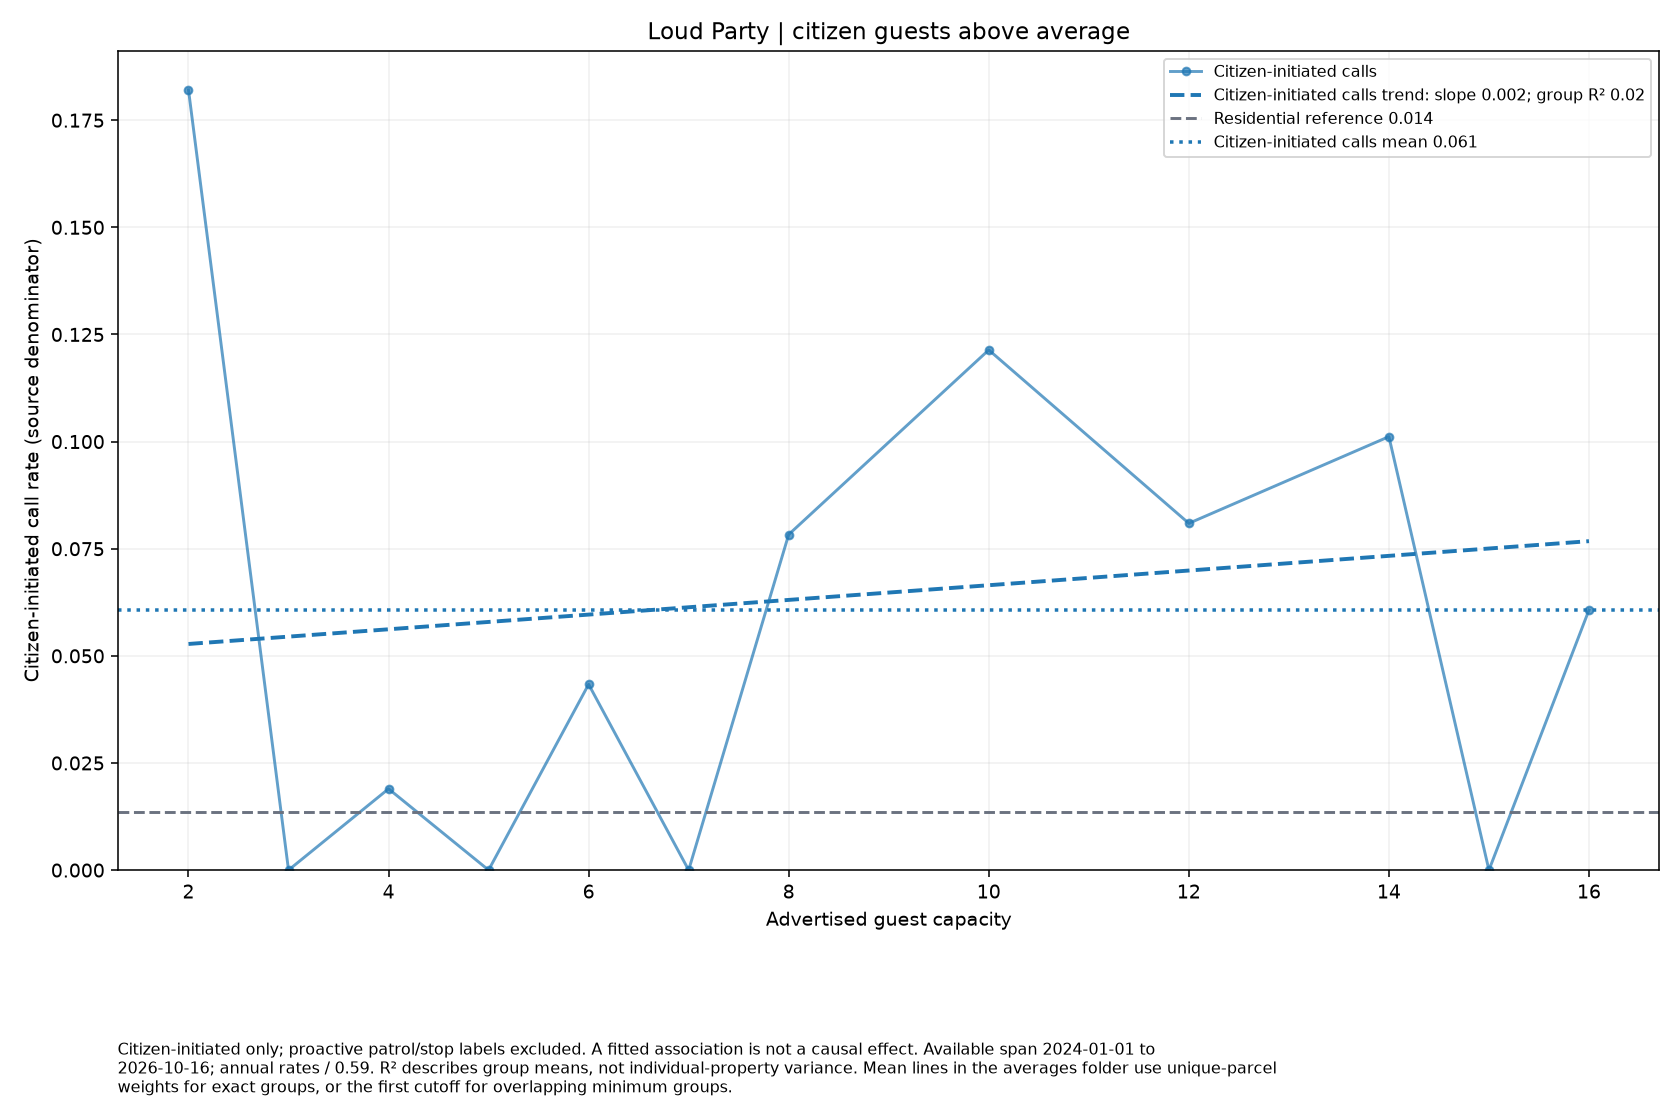 Loud Party | citizen guests above average
Citizen-initiated calls
Citizen-initiated calls trend: slope 0.002; group R² 0.02
Residential reference 0.014
Citizen-initiated calls mean 0.061
Citizen-initiated call rate (source denominator)
0.175
0.150
0.125
0.100
0.075
0.050
0.025
0.000
2 4 6 8 10 12 14 16
Advertised guest capacity
Citizen-initiated only; proactive patrol/stop labels excluded. A fitted association is not a causal effect. Available span 2024-01-01 to
2026-10-16; annual rates / 0.59. R² describes group means, not individual-property variance. Mean lines in the averages folder use unique-parcel
weights for exact groups, or the first cutoff for overlapping minimum groups.